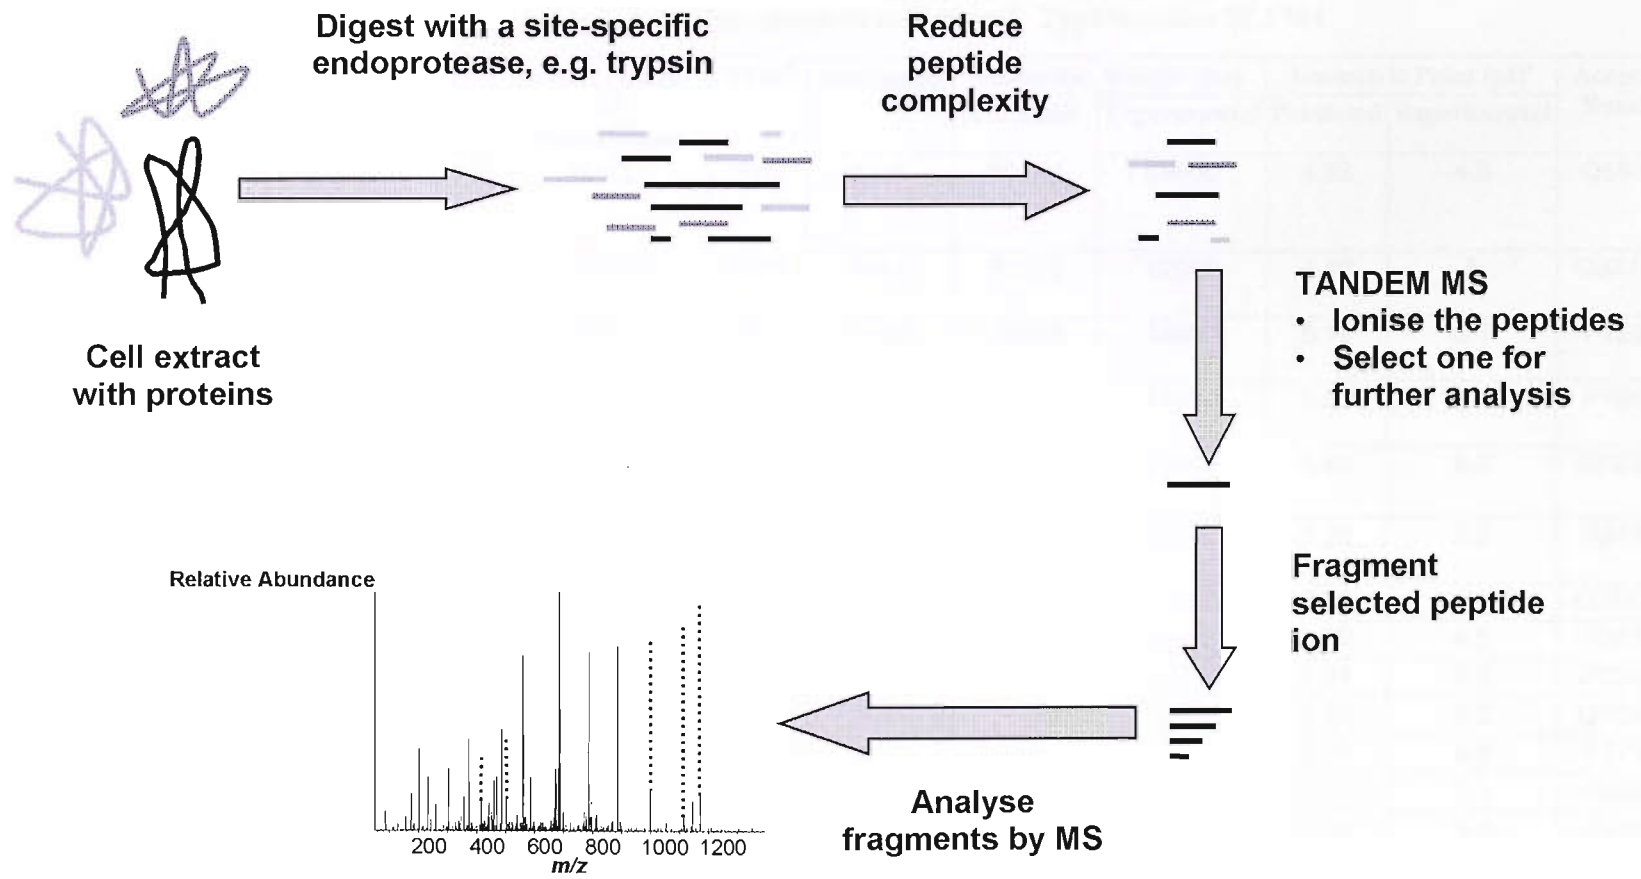 Digest with a site-specific
endoprotease, e.g. trypsin
Reduce
peptide
complexity
Cell extract
with proteins
TANDEM MS
• Ionise the peptides
• Select one for
further analysis
Fragment
selected peptide
ion
Analyse
fragments by MS
Relative Abundance
200 400 600 800 1000 1200
m/z